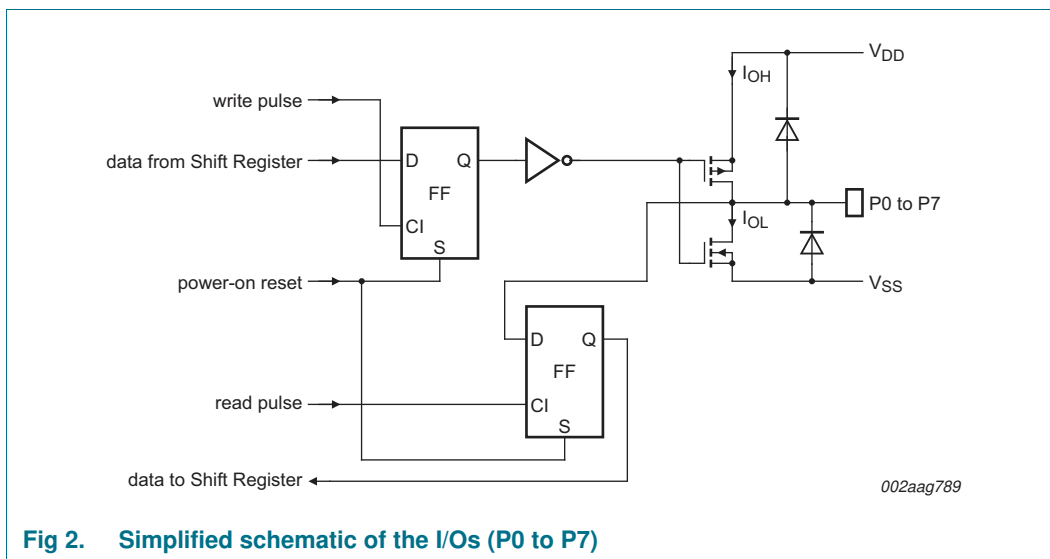 V_DD
I_OH
write pulse
data from Shift Register
D Q
FF
CI
S
P0 to P7
I_OL
power-on reset
V_SS
D Q
FF
CI
S
read pulse
data to Shift Register
002aag789
Fig 2. Simplified schematic of the I/Os (P0 to P7)